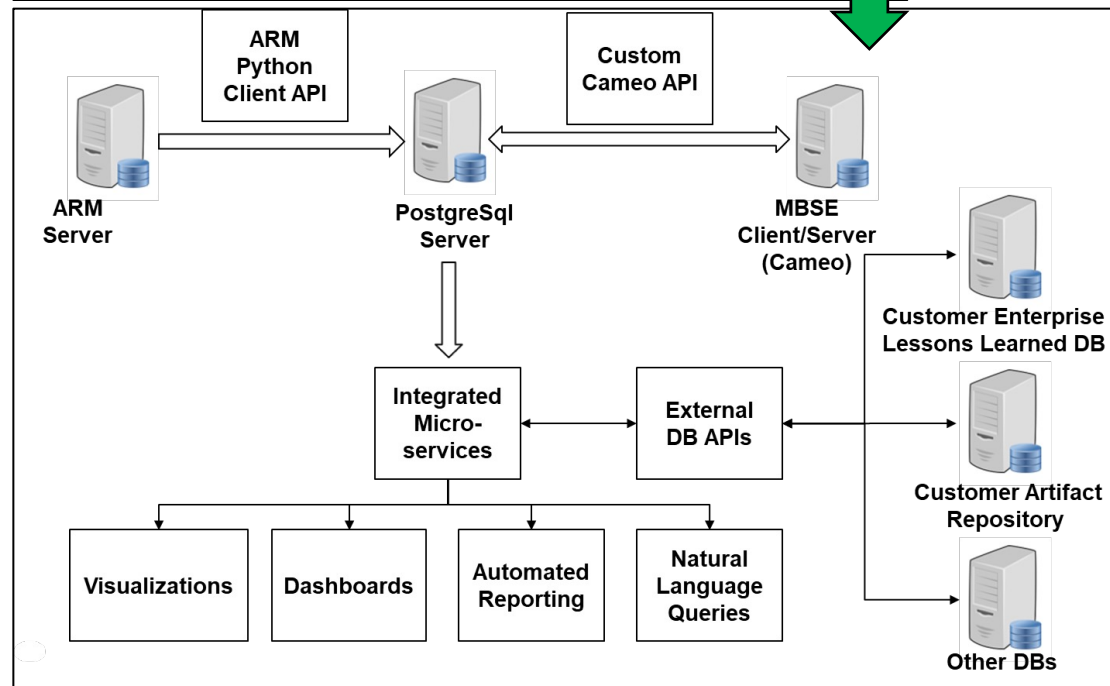 ARM
Python
Client API
Custom
Cameo API
ARM
Server
PostgreSql
Server
MBSE
Client/Server
(Cameo)
Customer Enterprise
Lessons Learned DB
Integrated
Micro-
services
External
DB APIs
Customer Artifact
Repository
Visualizations
Dashboards
Automated
Reporting
Natural
Language
Queries
Other DBs